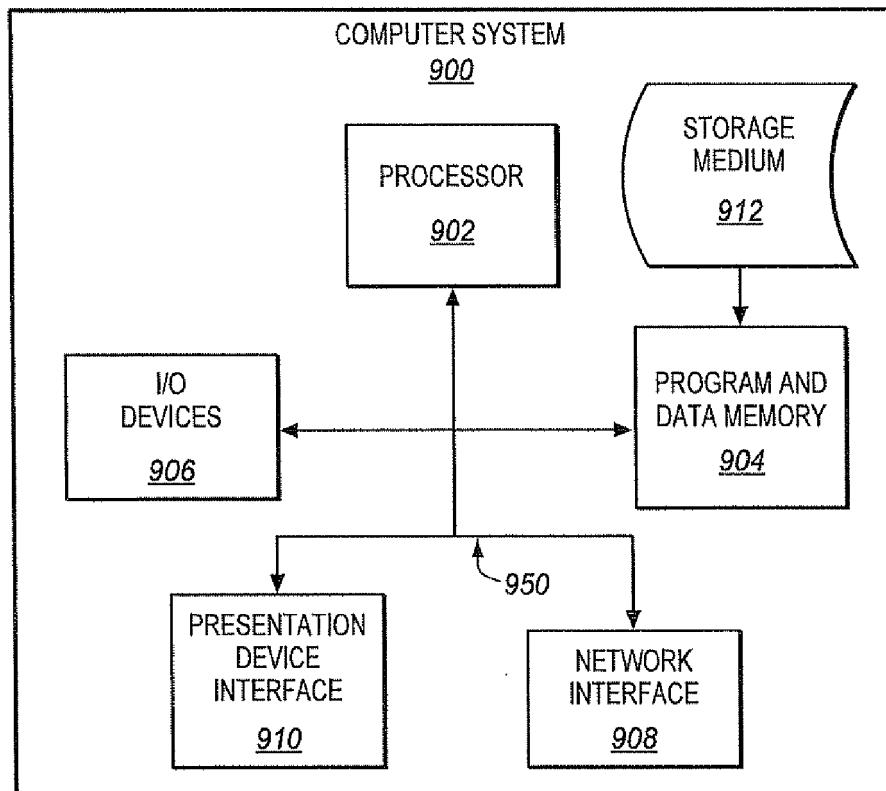 COMPUTER SYSTEM
900
PROCESSOR
902
STORAGE
MEDIUM
912
I/O
DEVICES
906
PROGRAM AND
DATA MEMORY
904
950
PRESENTATION
DEVICE
INTERFACE
910
NETWORK
INTERFACE
908